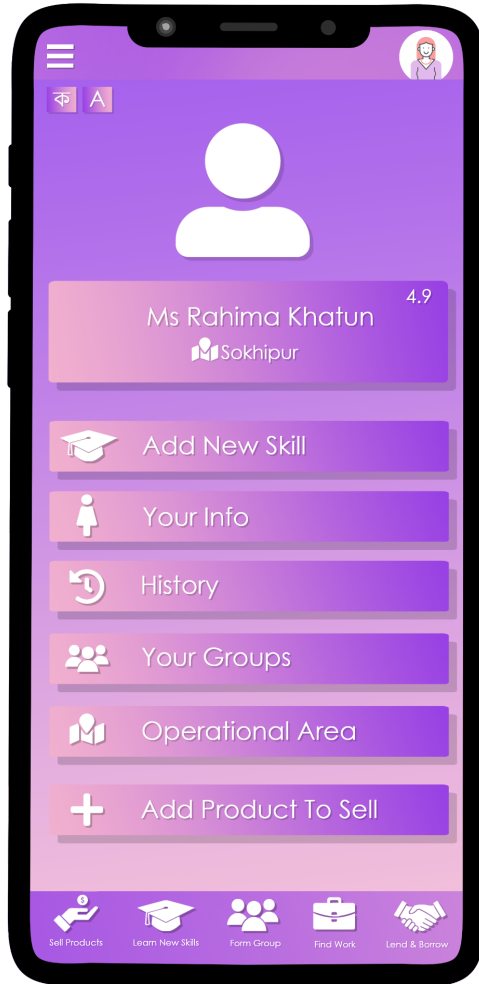 ক A
4.9
Ms Rahima Khatun
Sokhipur
Add New Skill
Your Info
History
Your Groups
Operational Area
Add Product To Sell
$
Sell Products Learn New Skills Form Group Find Work Lend & Borrow